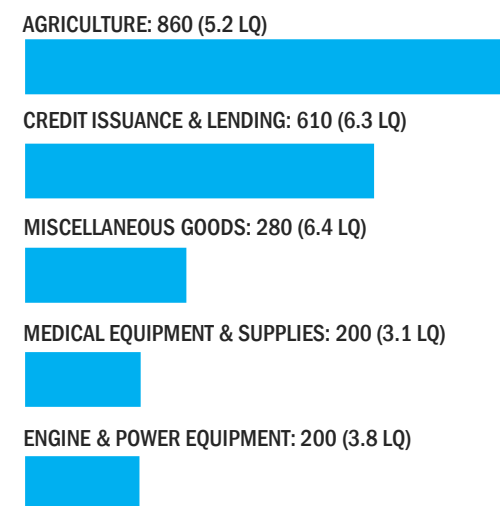 AGRICULTURE: 860 (5.2 LQ)
CREDIT ISSUANCE & LENDING: 610 (6.3 LQ)
MISCELLANEOUS GOODS: 280 (6.4 LQ)
MEDICAL EQUIPMENT & SUPPLIES: 200 (3.1 LQ)
ENGINE & POWER EQUIPMENT: 200 (3.8 LQ)